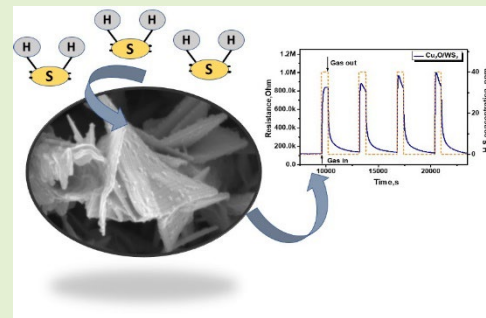 H H
S
H H
S
H H
S
Gas out
CuxO/WS2
1.2M
1.0M
800.0k
600.0k
400.0k
200.0k
0.0
Resistance,Ohm
Gas in
40
20
0
10000 15000 20000
Time,s